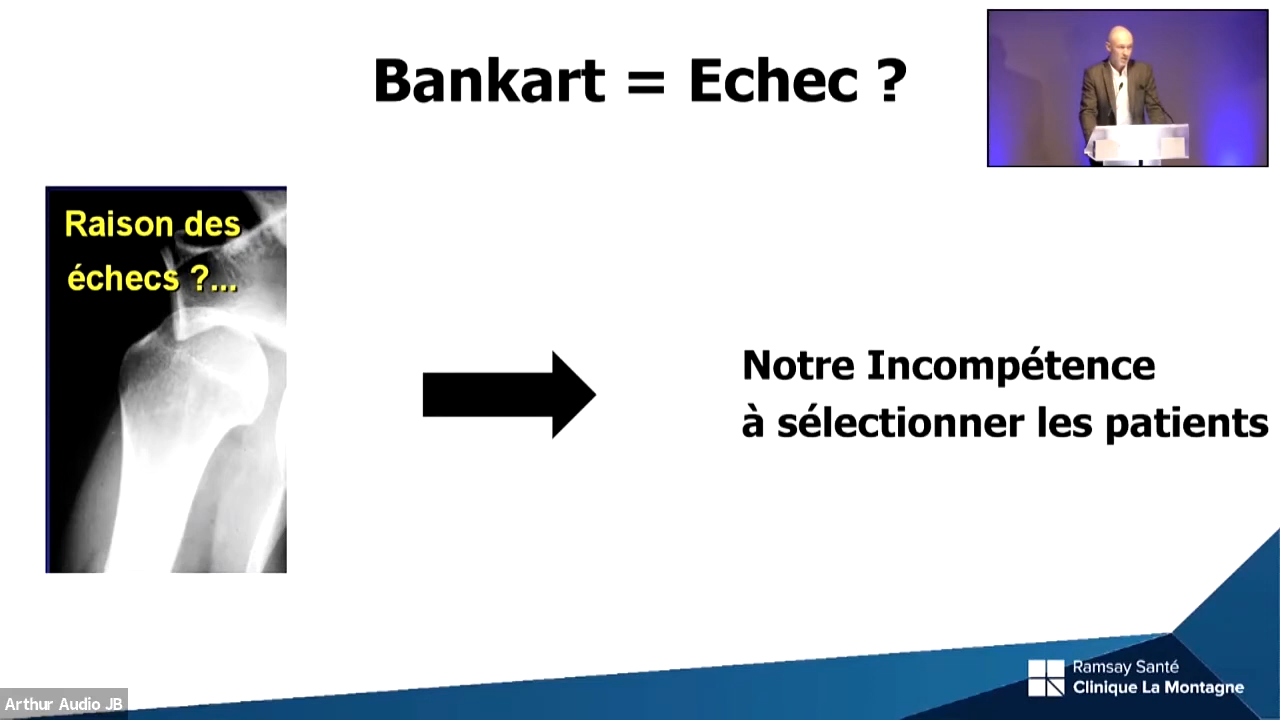 Bankart = Echec ?
Raison des
échecs ?...
Notre Incompétence
à sélectionner les patients
Ramsay Santé
Clinique La Montagne
Arthur Audio JB